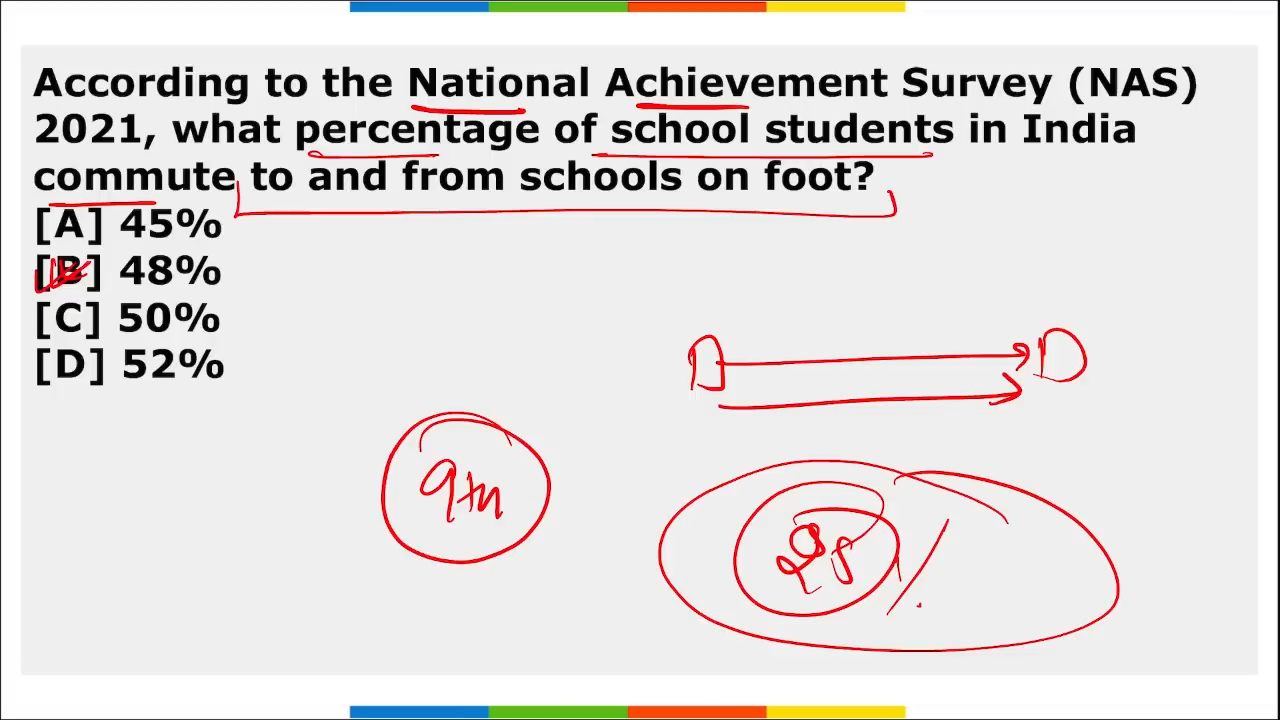 According to the National Achievement Survey (NAS)
2021, what percentage of school students in India
commute to and from schools on foot?
[A] 45%
[B] 48%
[C] 50%
[D] 52%
9th